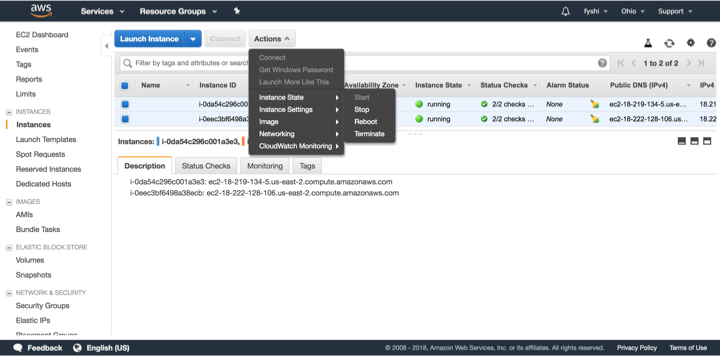 aws
Services
Resource Groups
fyshi
Ohio
Support
EC2 Dashboard
Events
Tags
Reports
Limits
INSTANCES
Instances
Launch Templates
Spot Requests
Reserved Instances
Dedicated Hosts
IMAGES
AMIs
Bundle Tasks
ELASTIC BLOCK STORE
Volumes
Snapshots
NETWORK & SECURITY
Security Groups
Elastic IPs
Placement Groups
Launch Instance
Connect
Actions
Filter by tags and attributes or search
1 to 2 of 2
Connect
Get Windows Password
Launch More Like This
Instance State
Instance Settings
Image
Networking
CloudWatch Monitoring
Start
Stop
Reboot
Terminate
Name
Instance ID
Availability Zone
Instance State
Status Checks
Alarm Status
Public DNS (IPv4)
IPv4
i-0da54c296c0
running
2/2 checks ...
None
ec2-18-219-134-5.us-e...
18.21
i-0eec3bf6498a3
running
2/2 checks ...
None
ec2-18-222-128-106.us...
18.22
Instances:
i-0da54c296c001a3e3,
Description
Status Checks
Monitoring
Tags
i-0da54c296c001a3e3: ec2-18-219-134-5.us-east-2.compute.amazonaws.com
i-0eec3bf6498a38ecb: ec2-18-222-128-106.us-east-2.compute.amazonaws.com
Feedback
English (US)
© 2008 - 2018, Amazon Web Services, Inc. or its affiliates. All rights reserved.
Privacy Policy
Terms of Use